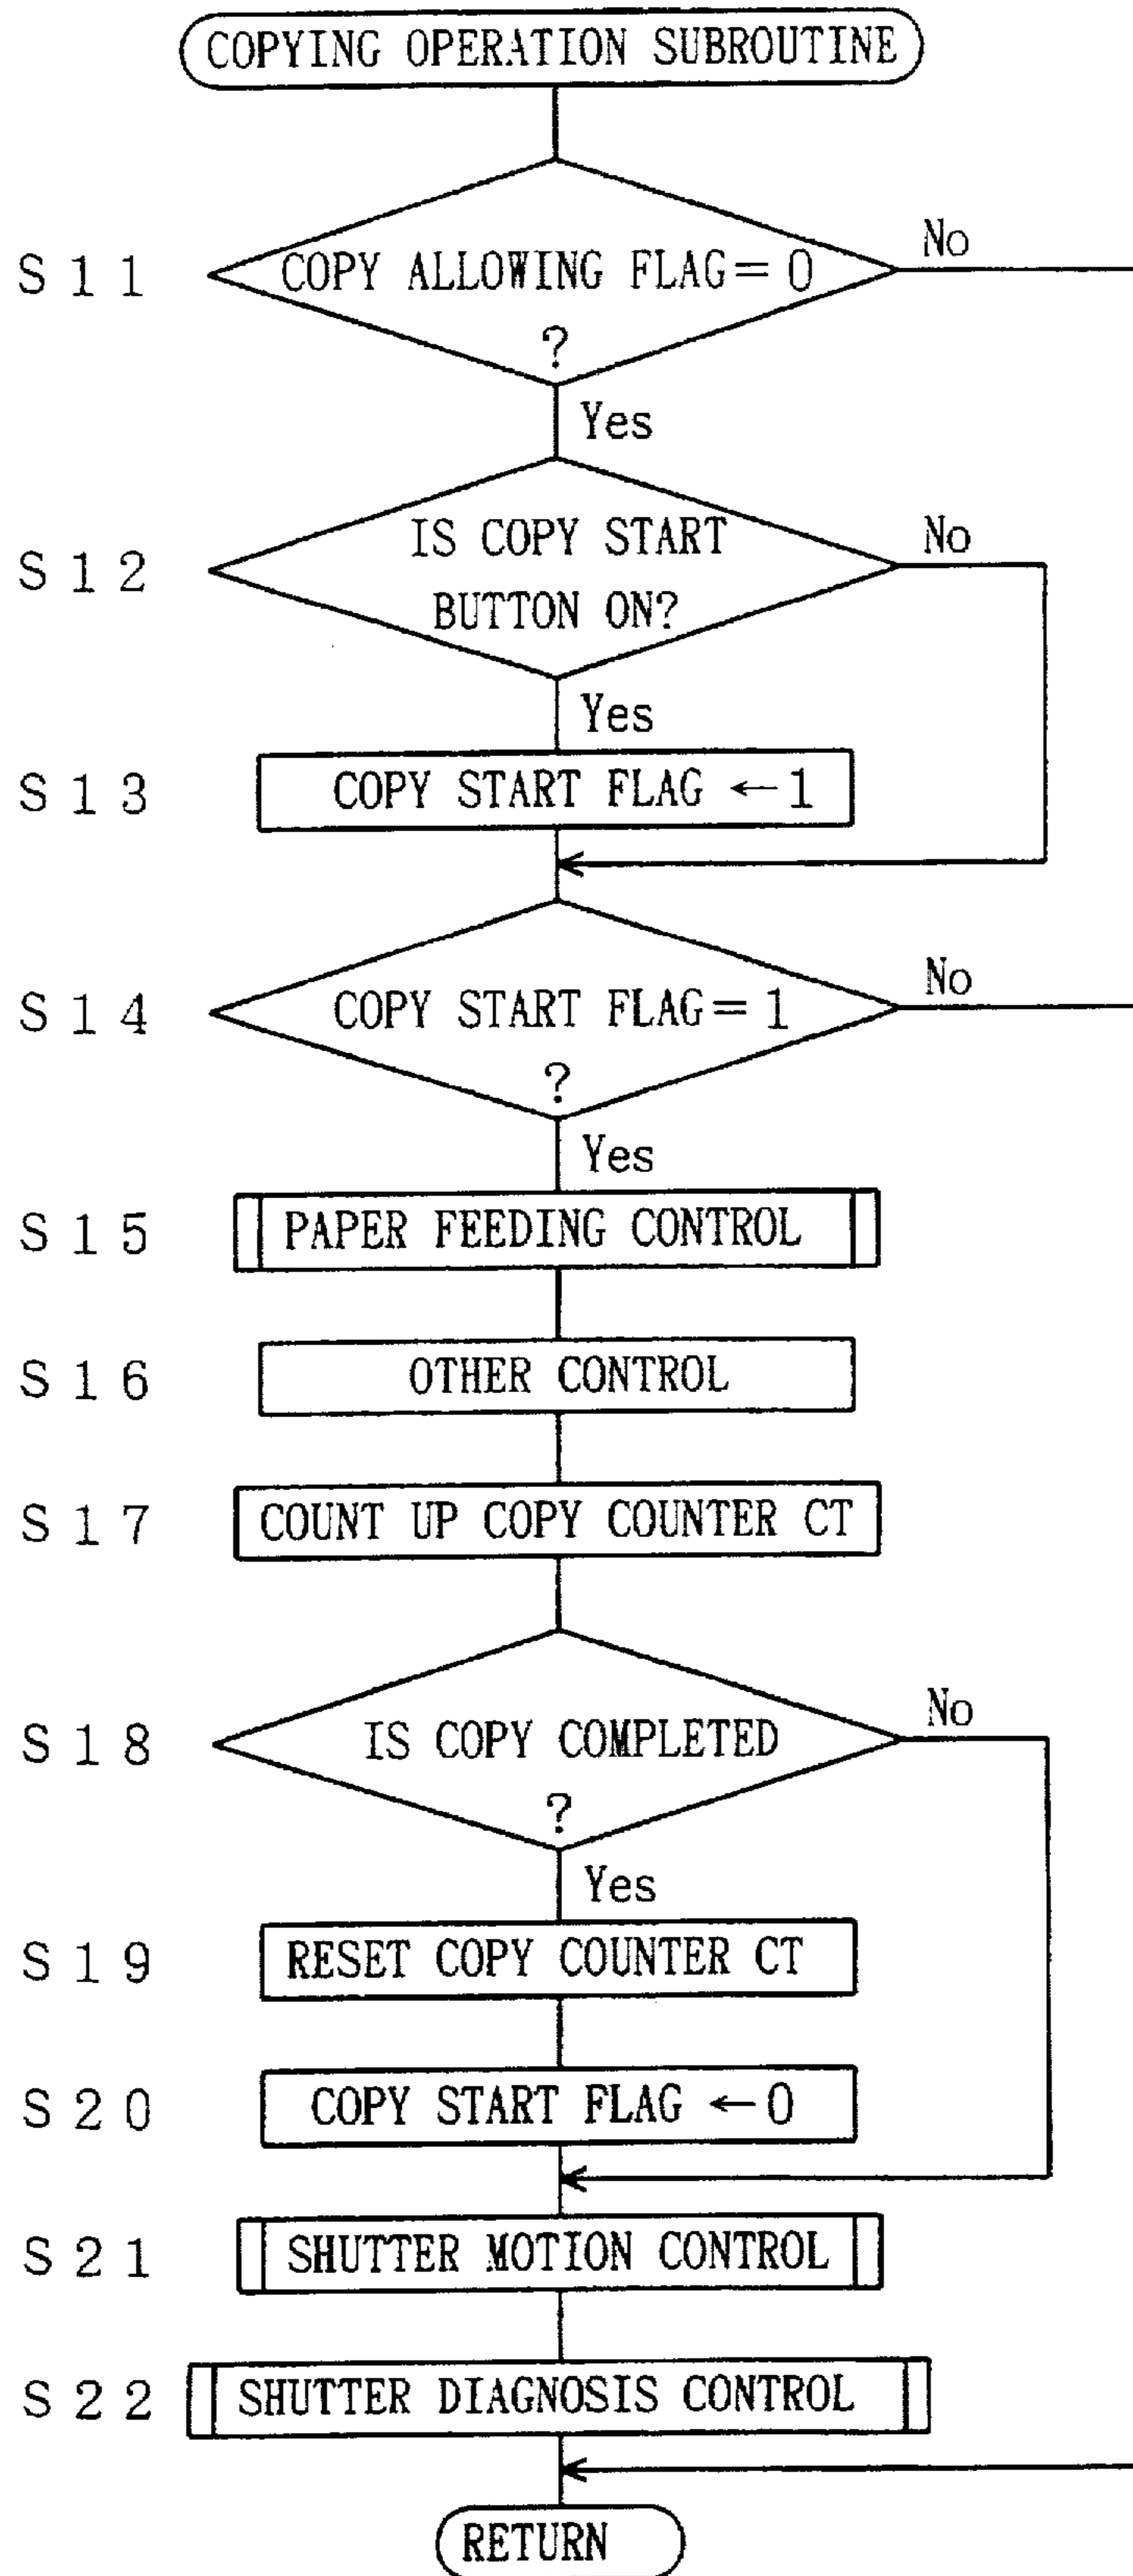 COPYING OPERATION SUBROUTINE
S11
COPY ALLOWING FLAG=0
?
No
Yes
S12
IS COPY START
BUTTON ON?
No
Yes
S13
COPY START FLAG ←1
S14
COPY START FLAG=1
?
No
Yes
S15
PAPER FEEDING CONTROL
S16
OTHER CONTROL
S17
COUNT UP COPY COUNTER CT
S18
IS COPY COMPLETED
?
No
Yes
S19
RESET COPY COUNTER CT
S20
COPY START FLAG ←0
S21
SHUTTER MOTION CONTROL
S22
SHUTTER DIAGNOSIS CONTROL
RETURN